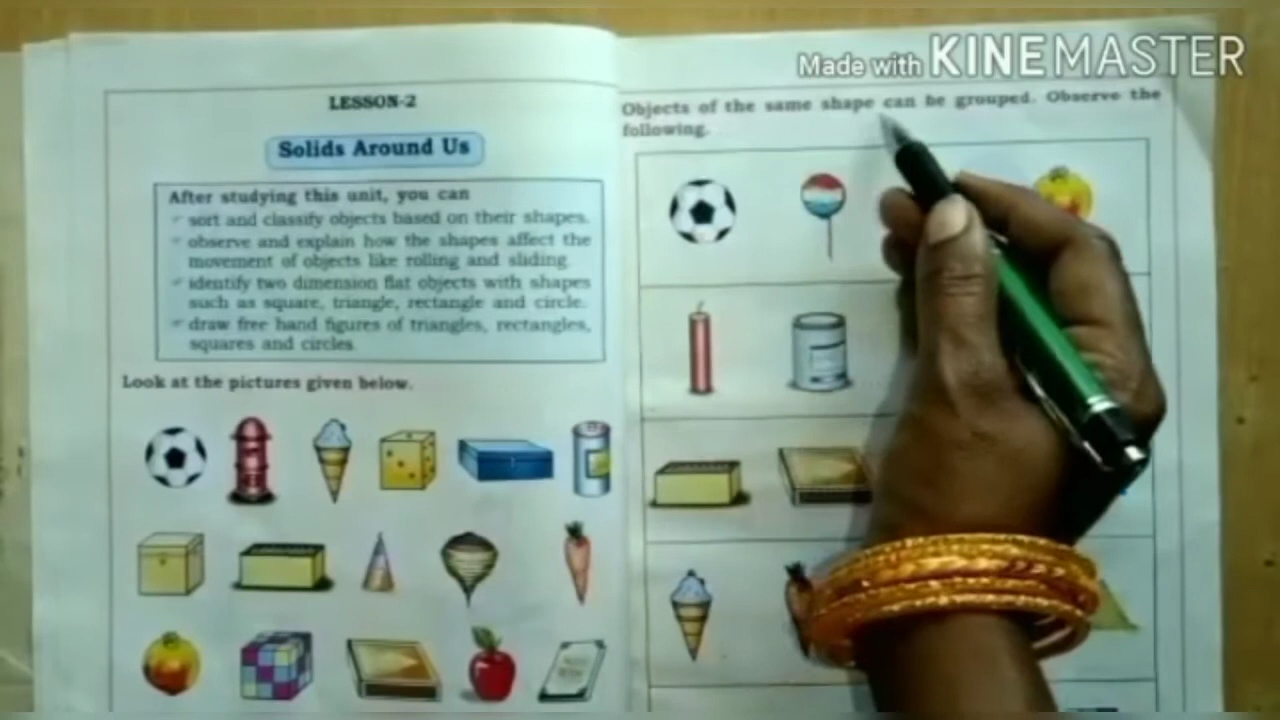 Made with KINEMASTER
LESSON-2
Solids Around Us
After studying this unit, you can
sort and classify objects based on their shapes.
observe and explain how the shapes affect the
movement of objects like rolling and sliding.
identify two dimension flat objects with shapes
such as square, triangle, rectangle and circle.
draw free hand figures of triangles, rectangles,
squares and circles.
Look at the pictures given below.
Objects of the same shape can be grouped. Observe the
following.